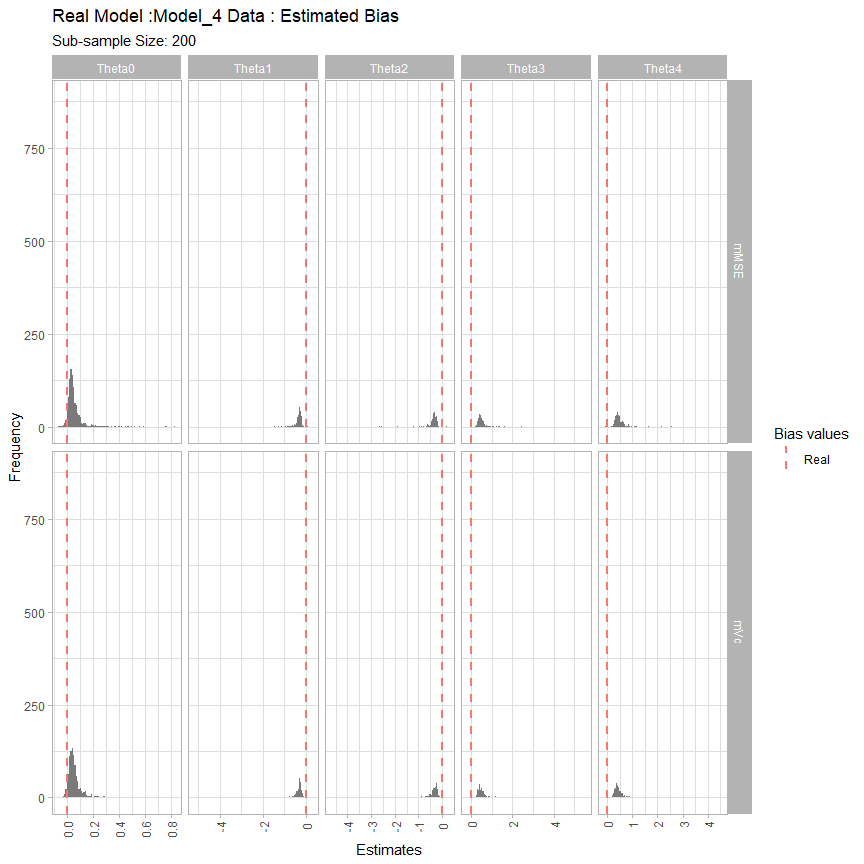 Real Model :Model_4 Data : Estimated Bias
Sub-sample Size: 200
Theta0 Theta1 Theta2 Theta3 Theta4
750
500
250
0
mMSE
750
500
250
0
mVc
Frequency
0.0 0.2 0.4 0.6 0.8 -4 -2 0 -4 -3 -2 -1 0 0 2 4 0 1 2 3 4
Estimates
Bias values
Real